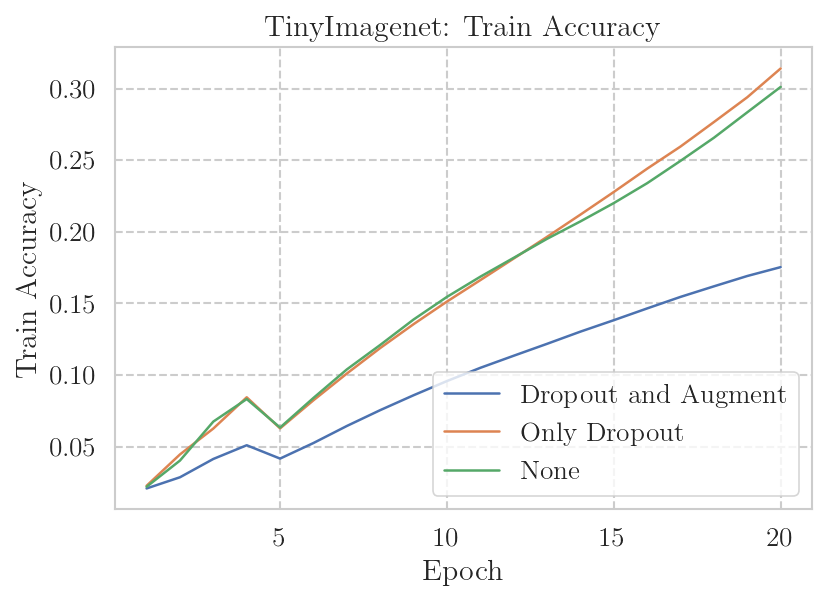 TinyImagenet: Train Accuracy
Train Accuracy
0.30
0.25
0.20
0.15
0.10
0.05
Dropout and Augment
Only Dropout
None
5
10
15
20
Epoch